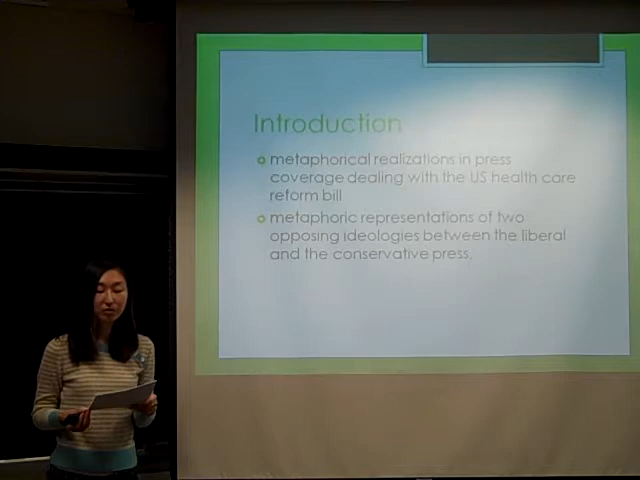 Introduction
metaphorical realizations in press
coverage dealing with the US health care
reform bill
metaphoric representations of two
opposing ideologies between the liberal
and the conservative press.